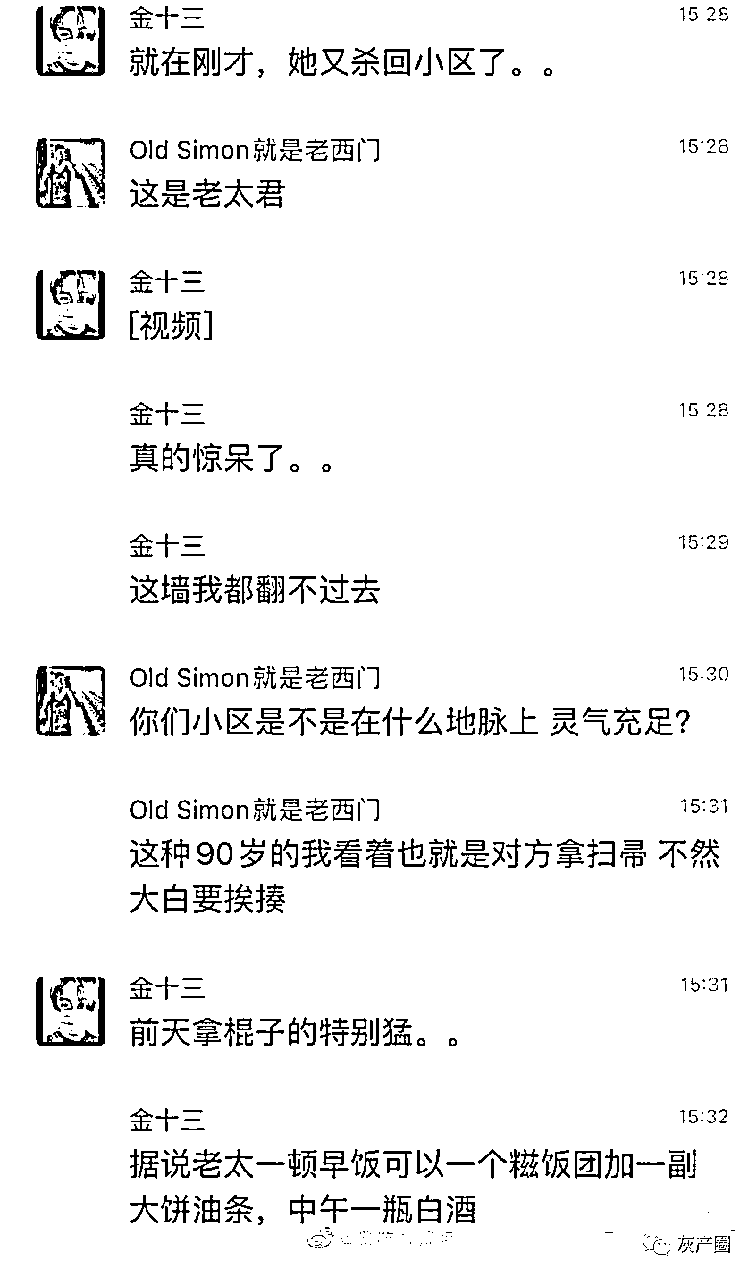 金十三 15:28
就在刚才，她又杀回小区了。。
Old Simon就是老西门 15:28
这是老太君
金十三 15:28
[视频]
金十三 15:28
真的惊呆了。。
金十三 15:29
这墙我都翻不过去
Old Simon就是老西门 15:30
你们小区是不是在什么地脉上 灵气充足?
Old Simon就是老西门 15:31
这种90岁的我看着也就是对方拿扫帚 不然
大白要挨揍
金十三 15:31
前天拿棍子的特别猛。。
金十三 15:32
据说老太一顿早饭可以一个糍饭团加一副
大饼油条，中午一瓶白酒
灰产圈